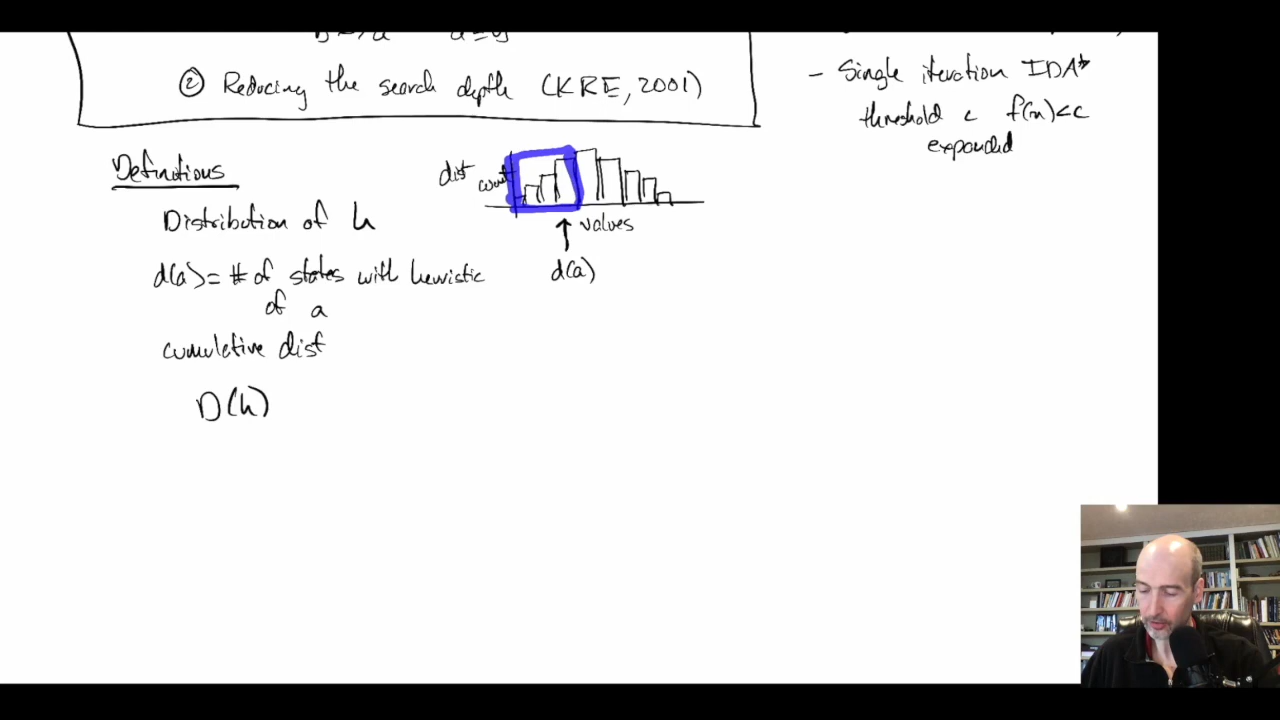 ② Reducing the search depth (KRE, 2001)
- Single iteration IDA*
threshold c f(n)<c
expanded
Definitions
Distribution of h
d(a) = # of states with heuristic
of a
cumuletive dist
D(h)
dist
count
values
d(a)